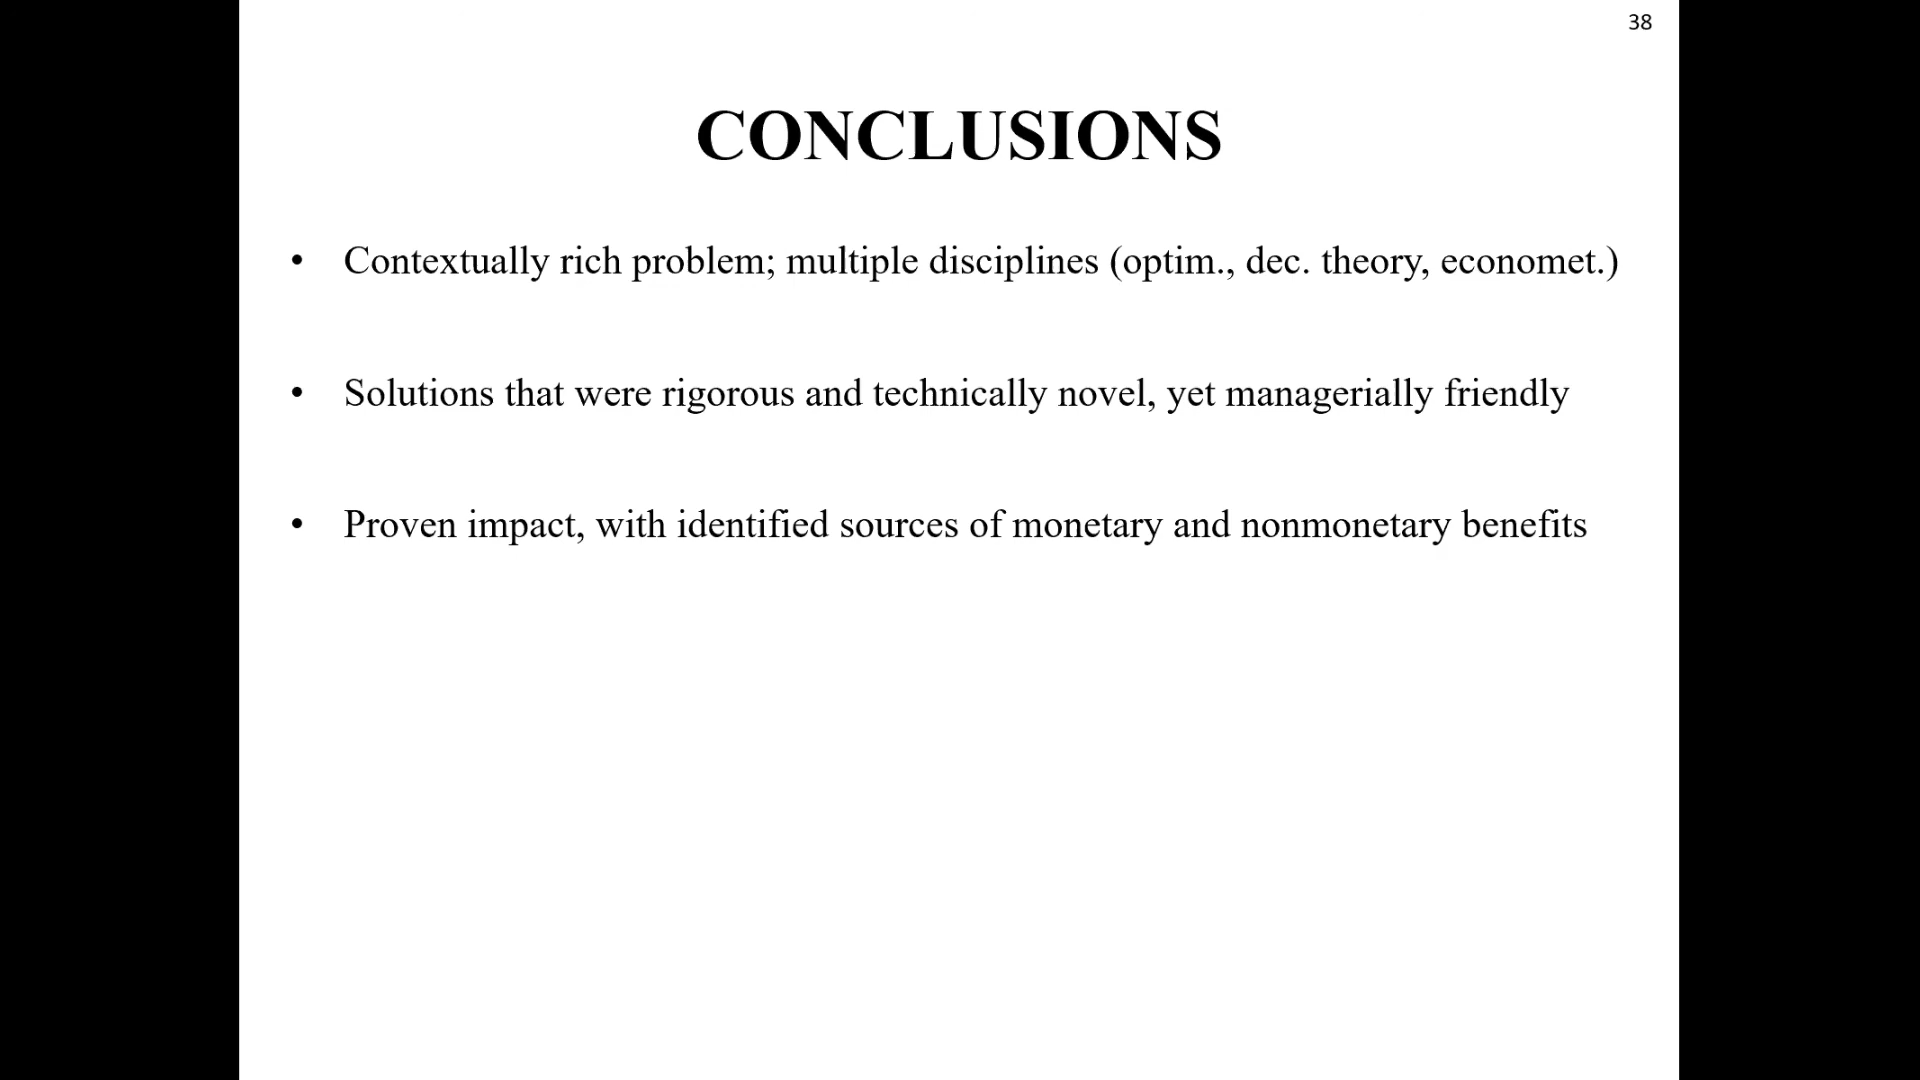 38
CONCLUSIONS
• Contextually rich problem; multiple disciplines (optim., dec. theory, economet.)
• Solutions that were rigorous and technically novel, yet managerially friendly
• Proven impact, with identified sources of monetary and nonmonetary benefits